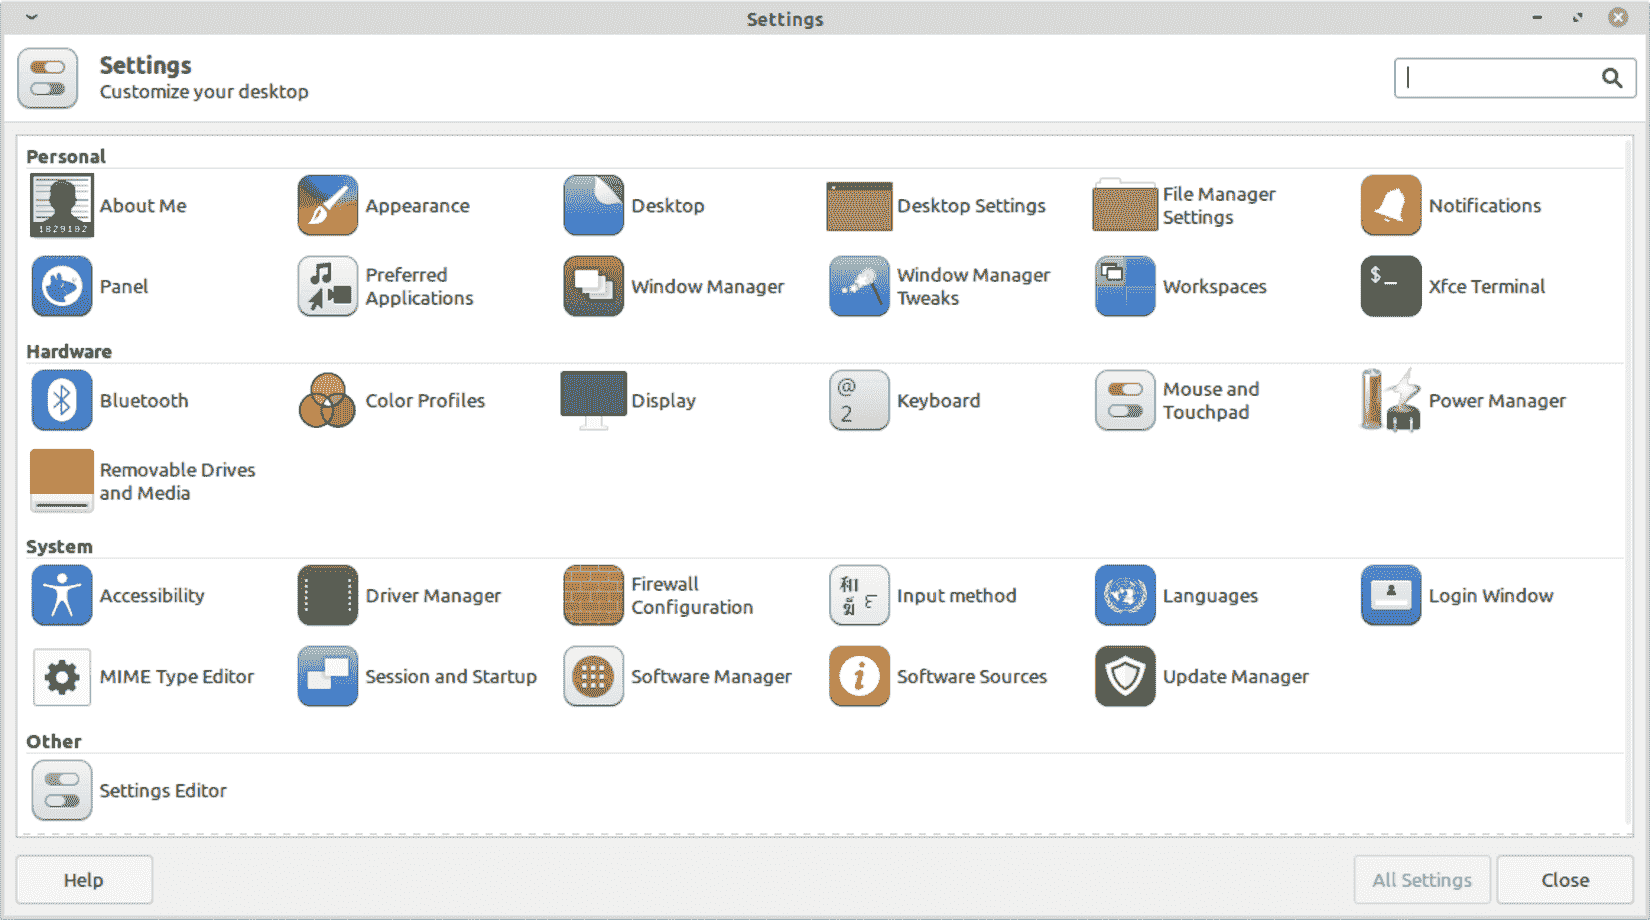 Settings
Settings
Customize your desktop
Personal
About Me
Appearance
Desktop
Desktop Settings
File Manager
Settings
Notifications
Panel
Preferred
Applications
Window Manager
Window Manager
Tweaks
Workspaces
$_
Xfce Terminal
Hardware
Bluetooth
Color Profiles
Display
@
2
Keyboard
Mouse and
Touchpad
Power Manager
Removable Drives
and Media
System
Accessibility
Driver Manager
Firewall
Configuration
Input method
Languages
Login Window
MIME Type Editor
Session and Startup
Software Manager
i
Software Sources
Update Manager
Other
Settings Editor
Help
All Settings
Close